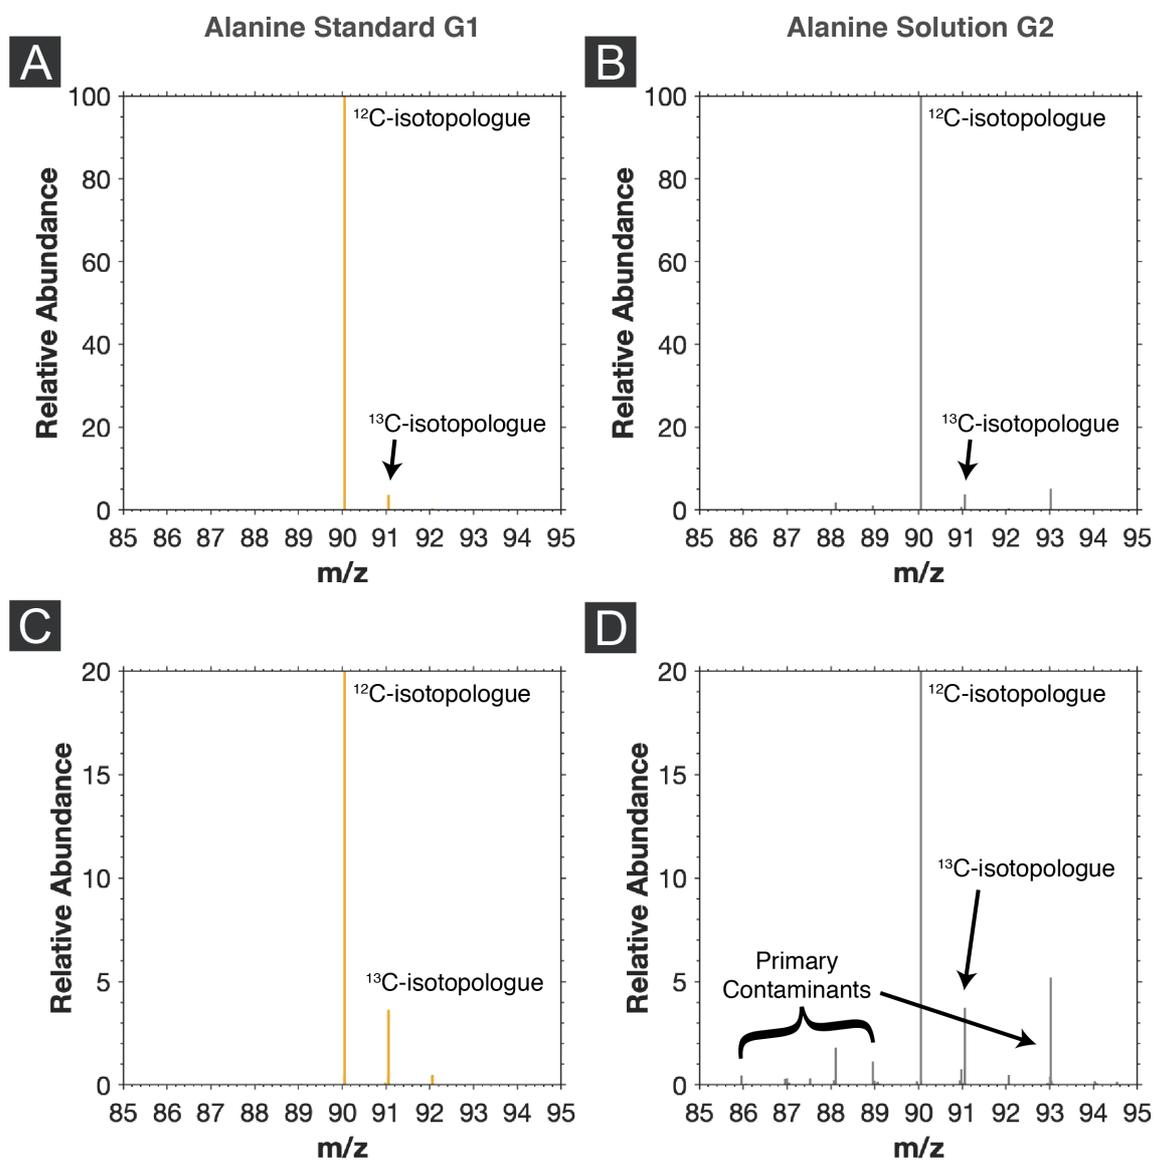 Alanine Standard G1
Alanine Solution G2
A
B
100
80
60
40
20
0
Relative Abundance
¹²C-isotopologue
¹³C-isotopologue
85 86 87 88 89 90 91 92 93 94 95
m/z
100
80
60
40
20
0
Relative Abundance
¹²C-isotopologue
¹³C-isotopologue
85 86 87 88 89 90 91 92 93 94 95
m/z
C
D
20
15
10
5
0
Relative Abundance
¹²C-isotopologue
¹³C-isotopologue
85 86 87 88 89 90 91 92 93 94 95
m/z
20
15
10
5
0
Relative Abundance
¹²C-isotopologue
¹³C-isotopologue
Primary
Contaminants
85 86 87 88 89 90 91 92 93 94 95
m/z